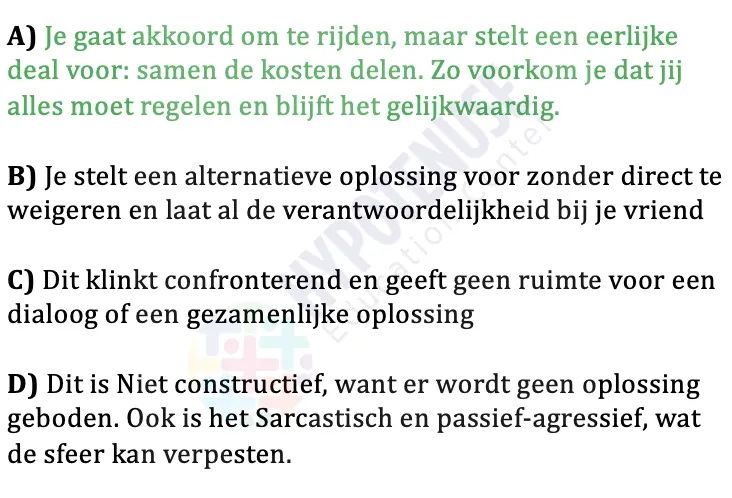 A) Je gaat akkoord om te rijden, maar stelt een eerlijke
deal voor: samen de kosten delen. Zo voorkom je dat jij
alles moet regelen en blijft het gelijkwaardig.
B) Je stelt een alternatieve oplossing voor zonder direct te
weigeren en laat al de verantwoordelijkheid bij je vriend
C) Dit klinkt confronterend en geeft geen ruimte voor een
dialoog of een gezamenlijke oplossing
D) Dit is Niet constructief, want er wordt geen oplossing
geboden. Ook is het Sarcastisch en passief-agressief, wat
de sfeer kan verpesten.
HYPOTENUSE
Education Center